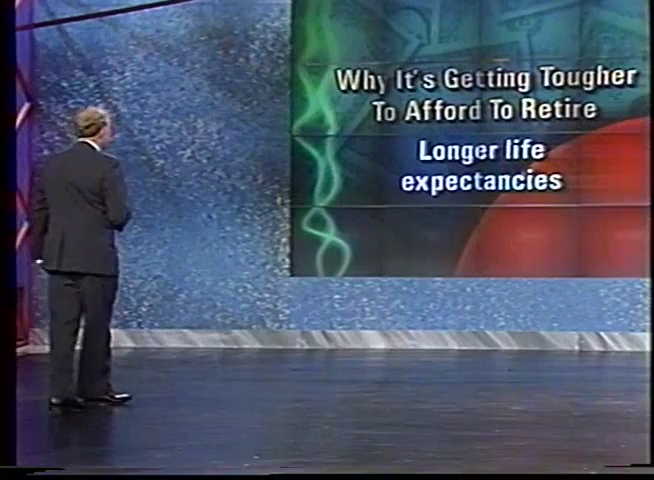 Why It's Getting Tougher
To Afford To Retire
Longer life
expectancies